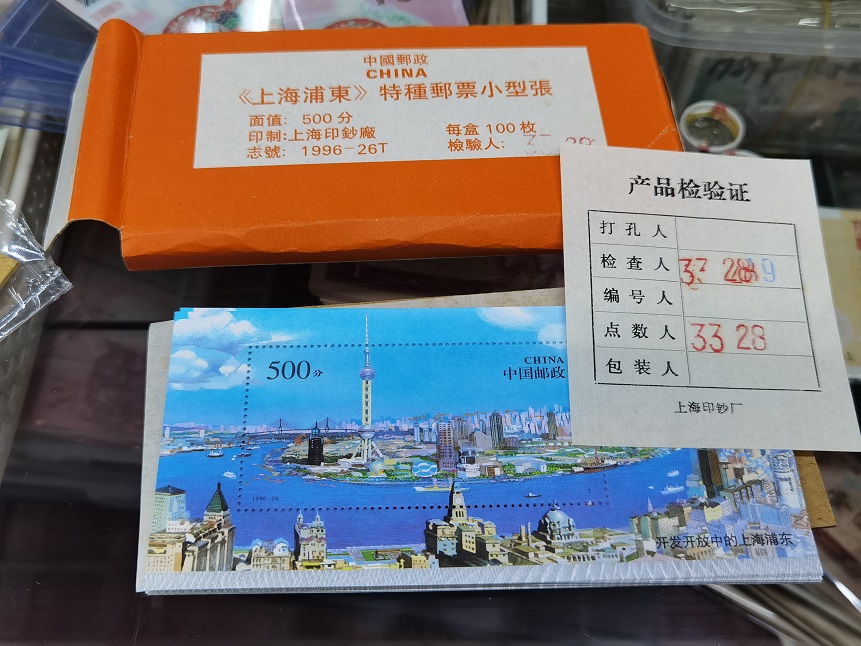 中國郵政
CHINA
《上海浦東》特種郵票小型張
面值: 500 分
印制:上海印鈔廠
每盒 100 枚
志號: 1996-26T
檢驗人:
产品检验证
打 孔 人
检 查 人 33 28
编 号 人
点 数 人 33 28
包 装 人
上海印钞厂
500分
CHINA
中国邮政
1996-26
开发开放中的上海浦东